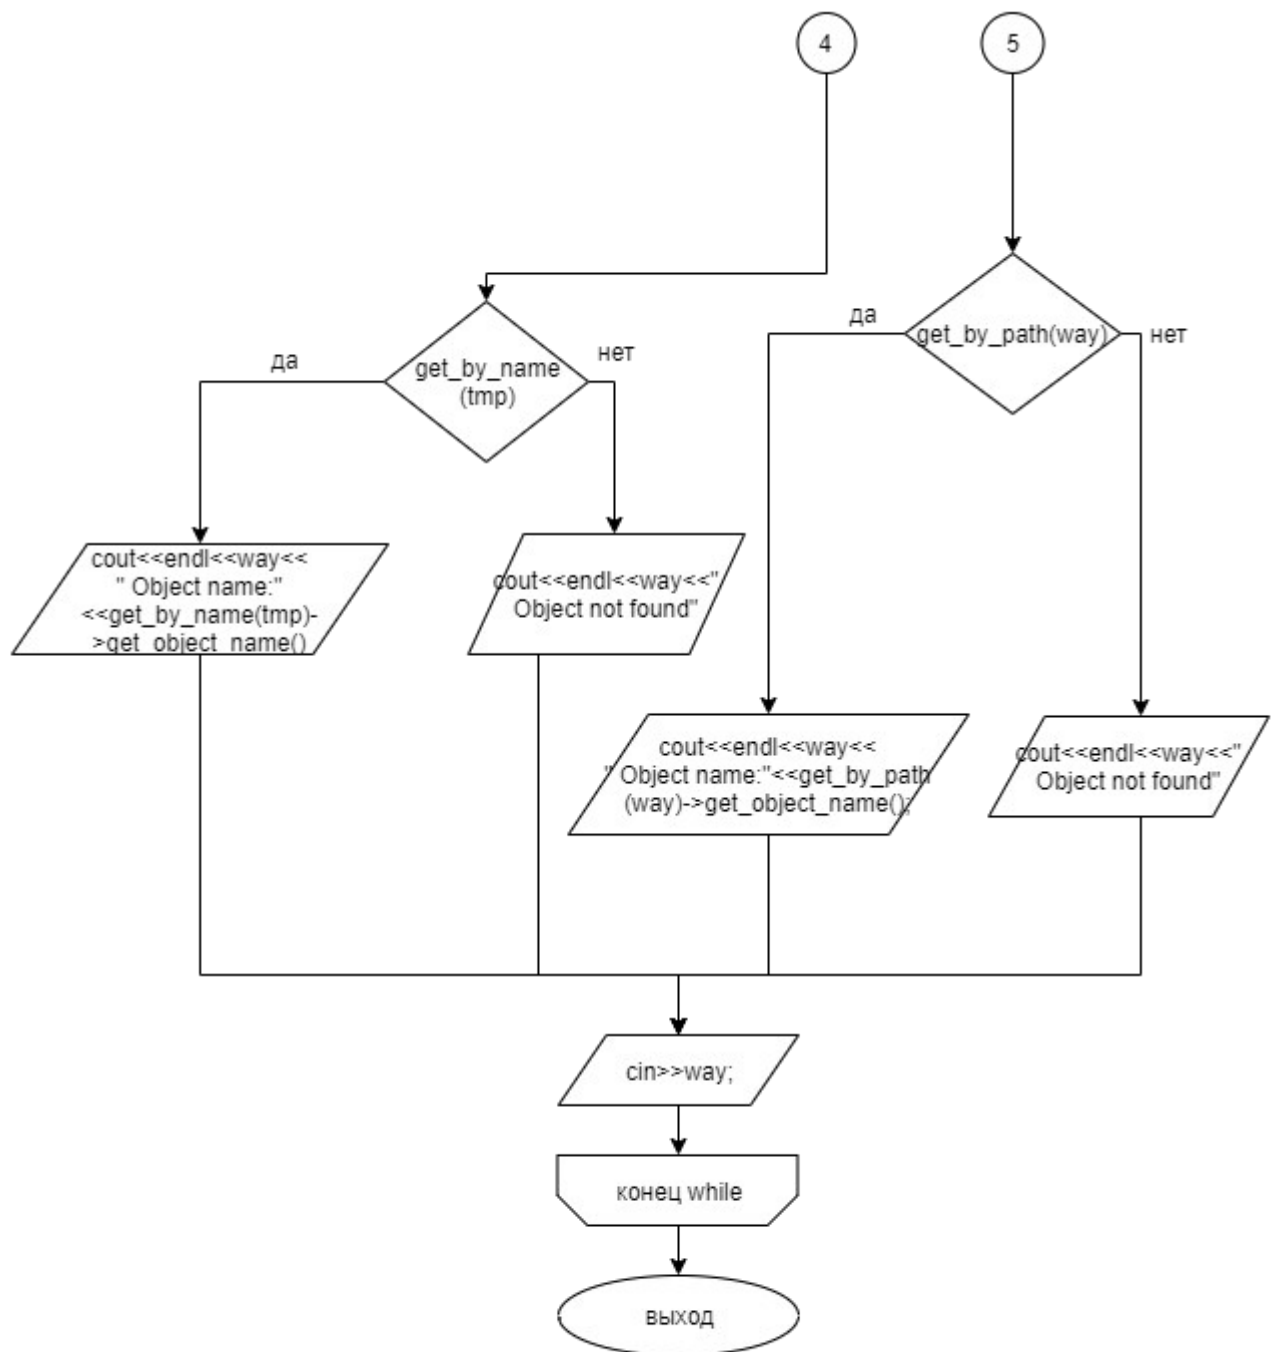 4
5
get_by_path(way)
да
нет
get_by_name
(tmp)
да
нет
cout<<endl<<way<<
" Object name:"
<<get_by_name(tmp)-
>get_object_name()
cout<<endl<<way<<"
Object not found"
cout<<endl<<way<<
" Object name:"<<get_by_path
(way)->get_object_name();
cout<<endl<<way<<"
Object not found"
cin>>way;
конец while
выход